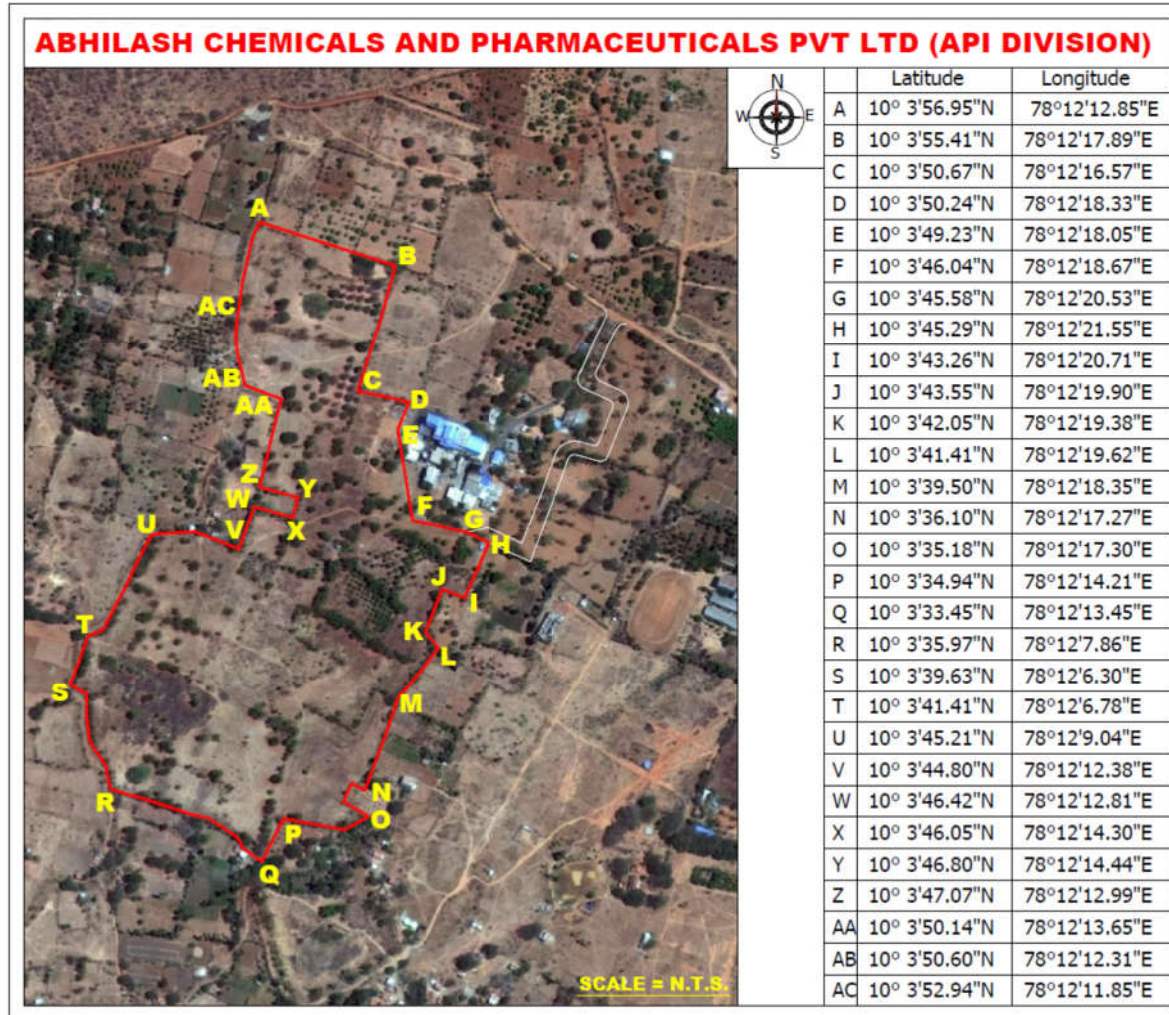 ABHILASH CHEMICALS AND PHARMACEUTICALS PVT LTD (API DIVISION)
N
W E
S
Latitude Longitude
A 10° 3'56.95"N 78°12'12.85"E
B 10° 3'55.41"N 78°12'17.89"E
C 10° 3'50.67"N 78°12'16.57"E
D 10° 3'50.24"N 78°12'18.33"E
E 10° 3'49.23"N 78°12'18.05"E
F 10° 3'46.04"N 78°12'18.67"E
G 10° 3'45.58"N 78°12'20.53"E
H 10° 3'45.29"N 78°12'21.55"E
I 10° 3'43.26"N 78°12'20.71"E
J 10° 3'43.55"N 78°12'19.90"E
K 10° 3'42.05"N 78°12'19.38"E
L 10° 3'41.41"N 78°12'19.62"E
M 10° 3'39.50"N 78°12'18.35"E
N 10° 3'36.10"N 78°12'17.27"E
O 10° 3'35.18"N 78°12'17.30"E
P 10° 3'34.94"N 78°12'14.21"E
Q 10° 3'33.45"N 78°12'13.45"E
R 10° 3'35.97"N 78°12'7.86"E
S 10° 3'39.63"N 78°12'6.30"E
T 10° 3'41.41"N 78°12'6.78"E
U 10° 3'45.21"N 78°12'9.04"E
V 10° 3'44.80"N 78°12'12.38"E
W 10° 3'46.42"N 78°12'12.81"E
X 10° 3'46.05"N 78°12'14.30"E
Y 10° 3'46.80"N 78°12'14.44"E
Z 10° 3'47.07"N 78°12'12.99"E
AA 10° 3'50.14"N 78°12'13.65"E
AB 10° 3'50.60"N 78°12'12.31"E
AC 10° 3'52.94"N 78°12'11.85"E
A
B
AC
AB
C
AA
D
E
Z
Y
W
F
X
G
U
V
H
J
I
T
K
L
S
M
N
R
O
P
Q
SCALE = N.T.S.